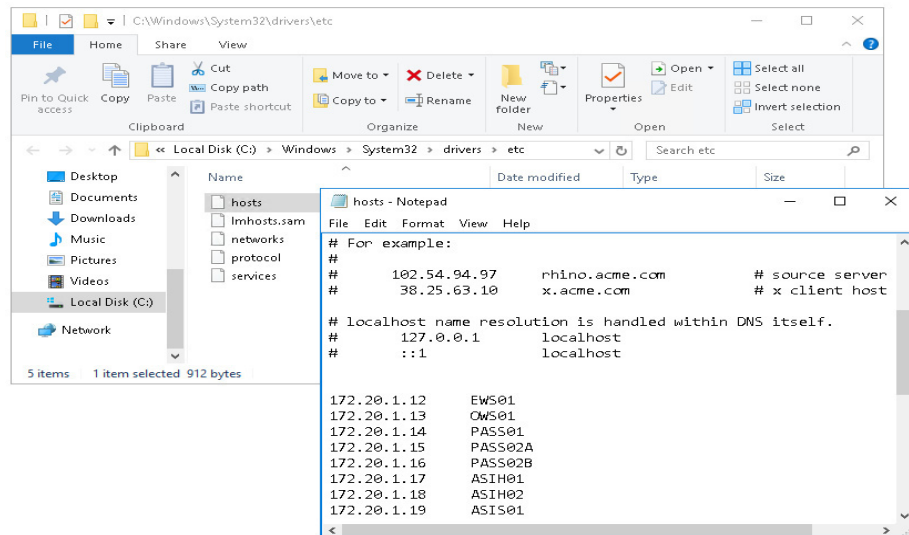 C:\Windows\System32\drivers\etc
File Home Share View
Pin to Quick access
Copy
Paste
Cut
Copy path
Paste shortcut
Move to
Copy to
Delete
Rename
New folder
Properties
Open
Edit
Select all
Select none
Invert selection
Clipboard Organize New Open Select
« Local Disk (C:) > Windows > System32 > drivers > etc
Search etc
Desktop
Documents
Downloads
Music
Pictures
Videos
Local Disk (C:)
Network
Name Date modified Type Size
hosts
lmhosts.sam
networks
protocol
services
5 items 1 item selected 912 bytes
hosts - Notepad
File Edit Format View Help
# For example:
#
# 102.54.94.97 rhino.acme.com # source server
# 38.25.63.10 x.acme.com # x client host
# localhost name resolution is handled within DNS itself.
# 127.0.0.1 localhost
# ::1 localhost
172.20.1.12 EWS01
172.20.1.13 OWS01
172.20.1.14 PASS01
172.20.1.15 PASS02A
172.20.1.16 PASS02B
172.20.1.17 ASIH01
172.20.1.18 ASIH02
172.20.1.19 ASIS01